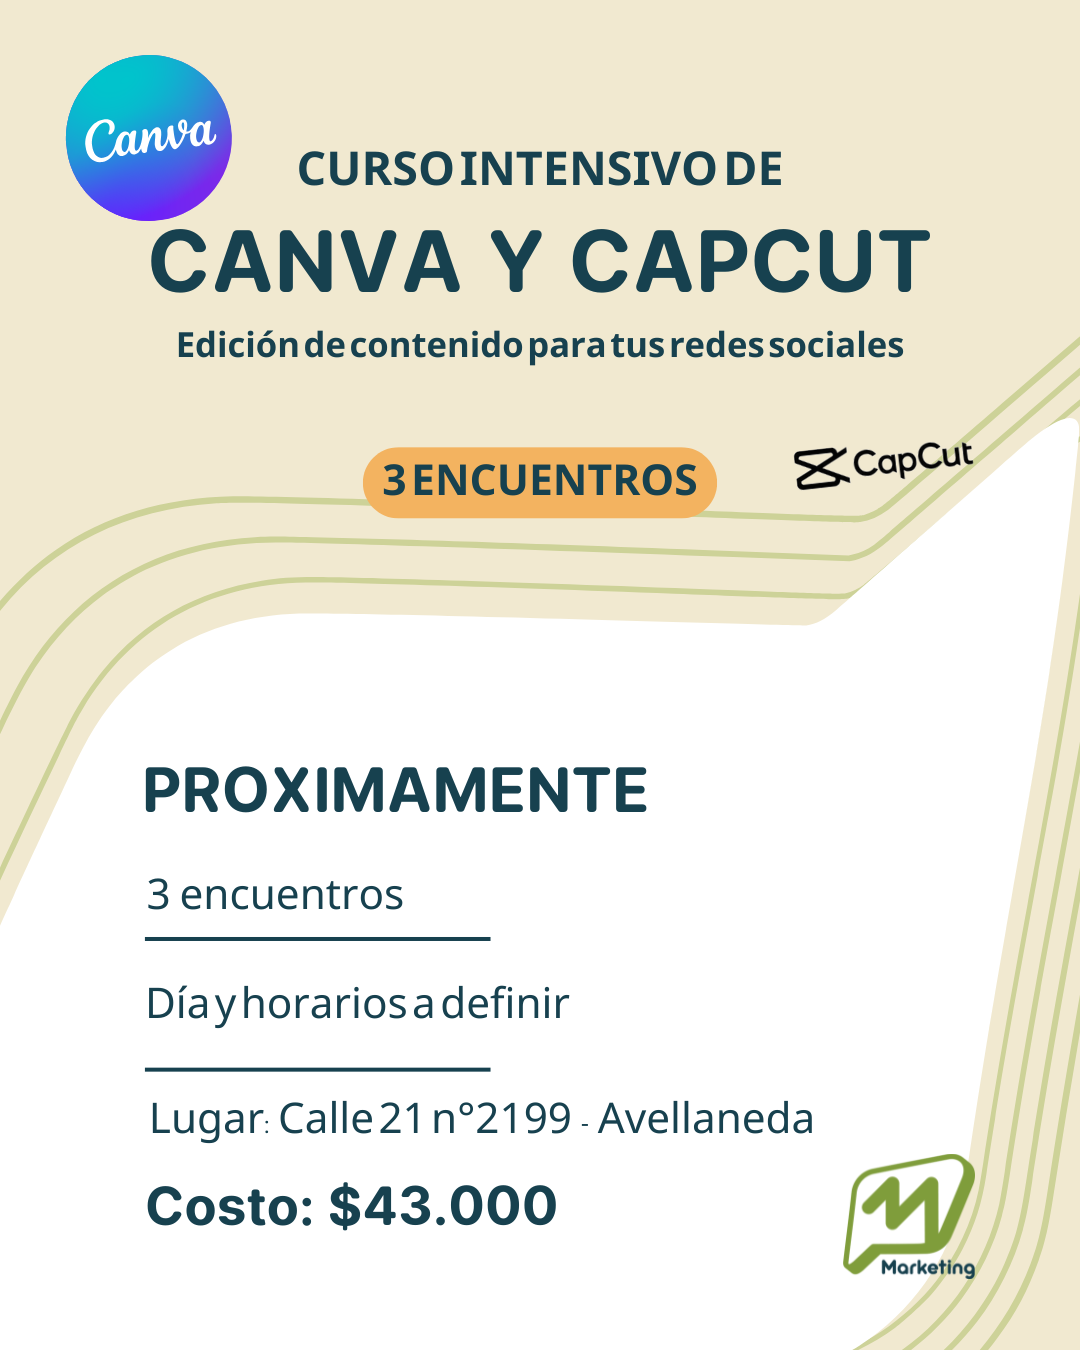 Canva
CURSO INTENSIVO DE
CANVA Y CAPCUT
Edición de contenido para tus redes sociales
3 ENCUENTROS
CapCut
PROXIMAMENTE
3 encuentros
Día y horarios a definir
Lugar: Calle 21 n°2199 - Avellaneda
Costo: $43.000
M
Marketing